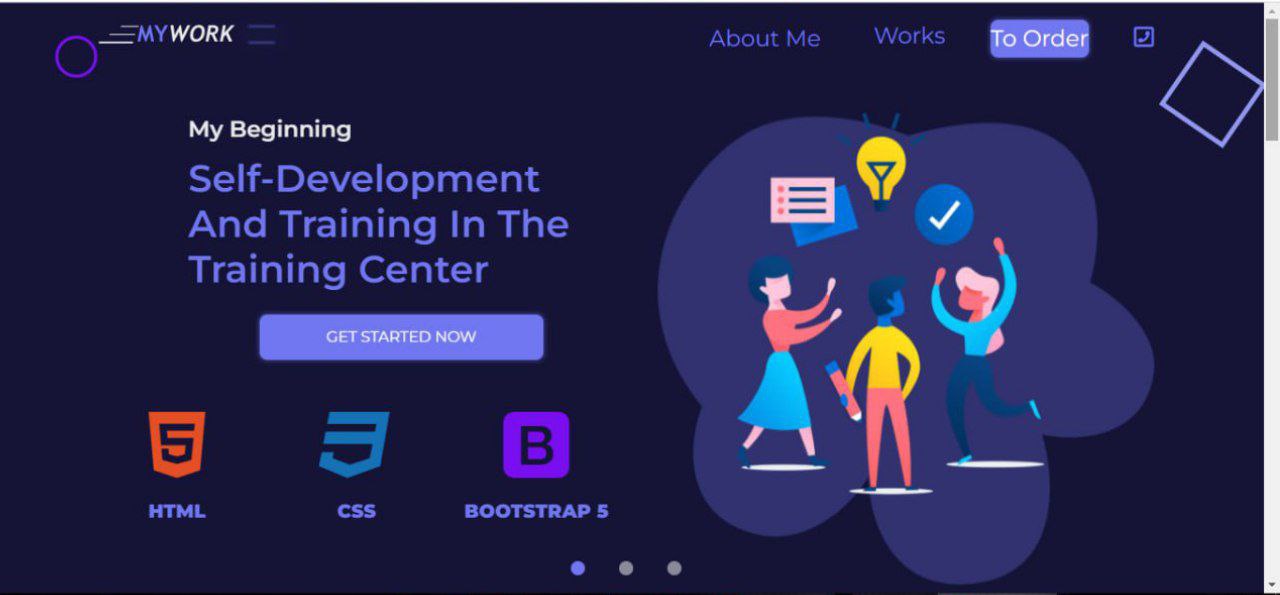 MYWORK
About Me
Works
To Order
My Beginning
Self-Development
And Training In The
Training Center
GET STARTED NOW
5
B
HTML
CSS
BOOTSTRAP 5